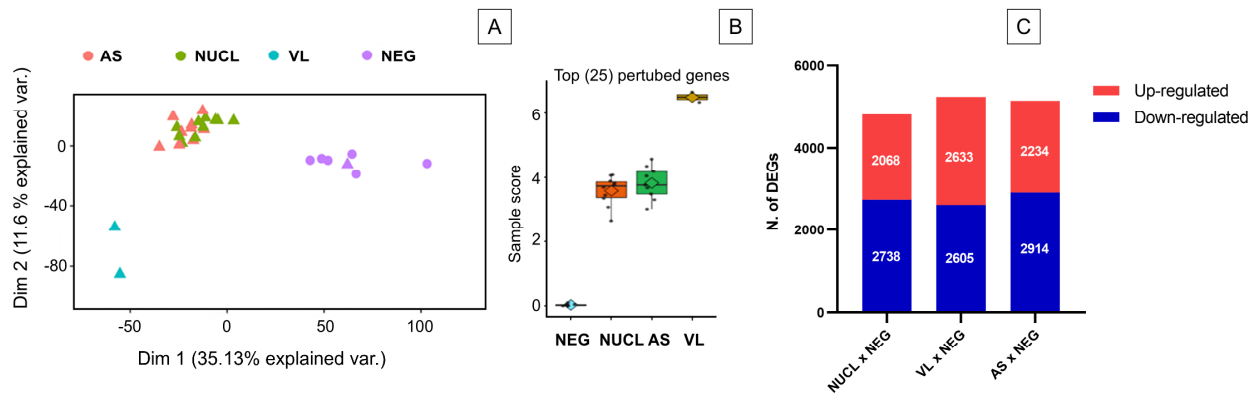 A
B
C
AS NUCL VL NEG
Dim 2 (11.6 % explained var.)
0
-40
-80
-50 0 50 100
Dim 1 (35.13% explained var.)
Top (25) pertubed genes
Sample score
6
4
2
0
NEG NUCL AS VL
N. of DEGs
6000
4000
2000
0
2068 2633 2234
2738 2605 2914
NUCL x NEG
VL x NEG
AS x NEG
Up-regulated
Down-regulated